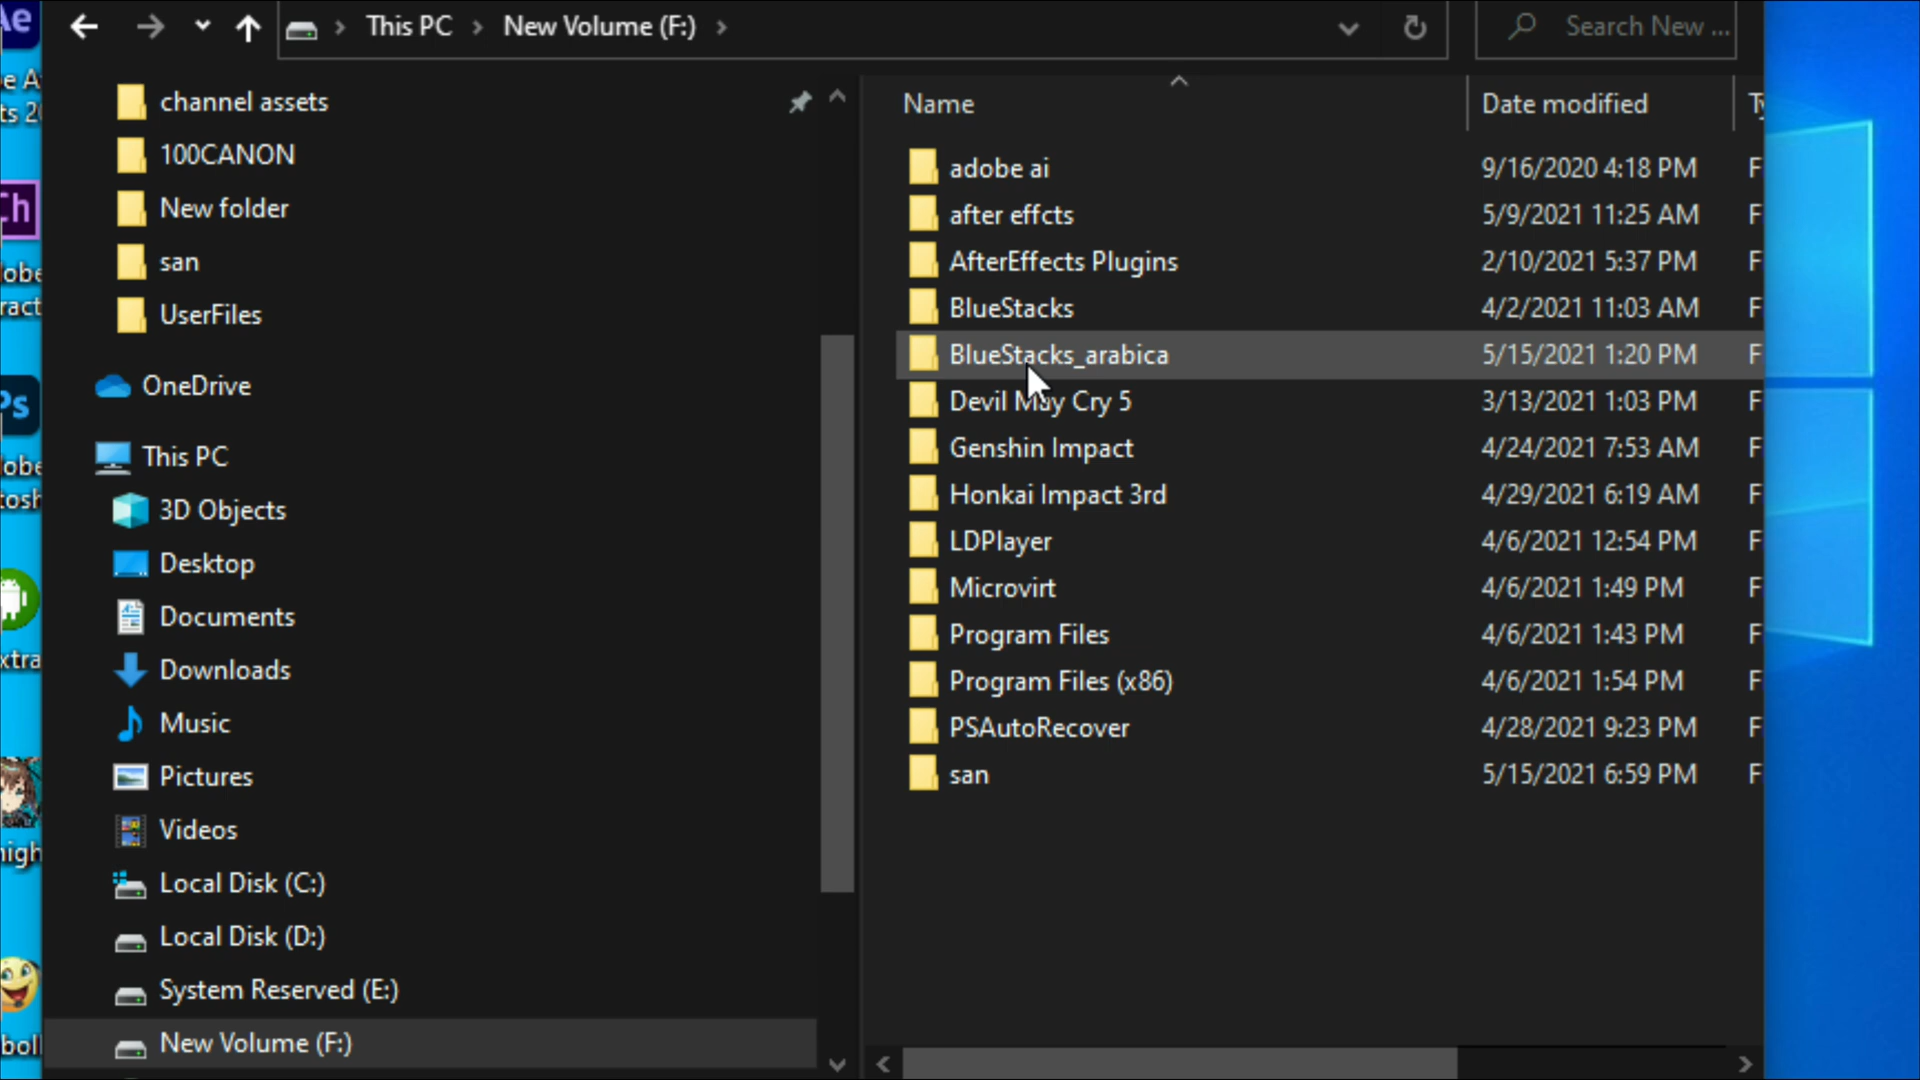 This PC
New Volume (F:)
Search New ...
channel assets
100CANON
New folder
san
UserFiles
OneDrive
This PC
3D Objects
Desktop
Documents
Downloads
Music
Pictures
Videos
Local Disk (C:)
Local Disk (D:)
System Reserved (E:)
New Volume (F:)
Name Date modified
adobe ai 9/16/2020 4:18 PM F
after effcts 5/9/2021 11:25 AM F
AfterEffects Plugins 2/10/2021 5:37 PM F
BlueStacks 4/2/2021 11:03 AM F
BlueStacks_arabica 5/15/2021 1:20 PM F
Devil May Cry 5 3/13/2021 1:03 PM F
Genshin Impact 4/24/2021 7:53 AM F
Honkai Impact 3rd 4/29/2021 6:19 AM F
LDPlayer 4/6/2021 12:54 PM F
Microvirt 4/6/2021 1:49 PM F
Program Files 4/6/2021 1:43 PM F
Program Files (x86) 4/6/2021 1:54 PM F
PSAutoRecover 4/28/2021 9:23 PM F
san 5/15/2021 6:59 PM F
Ae
Ch
Ps